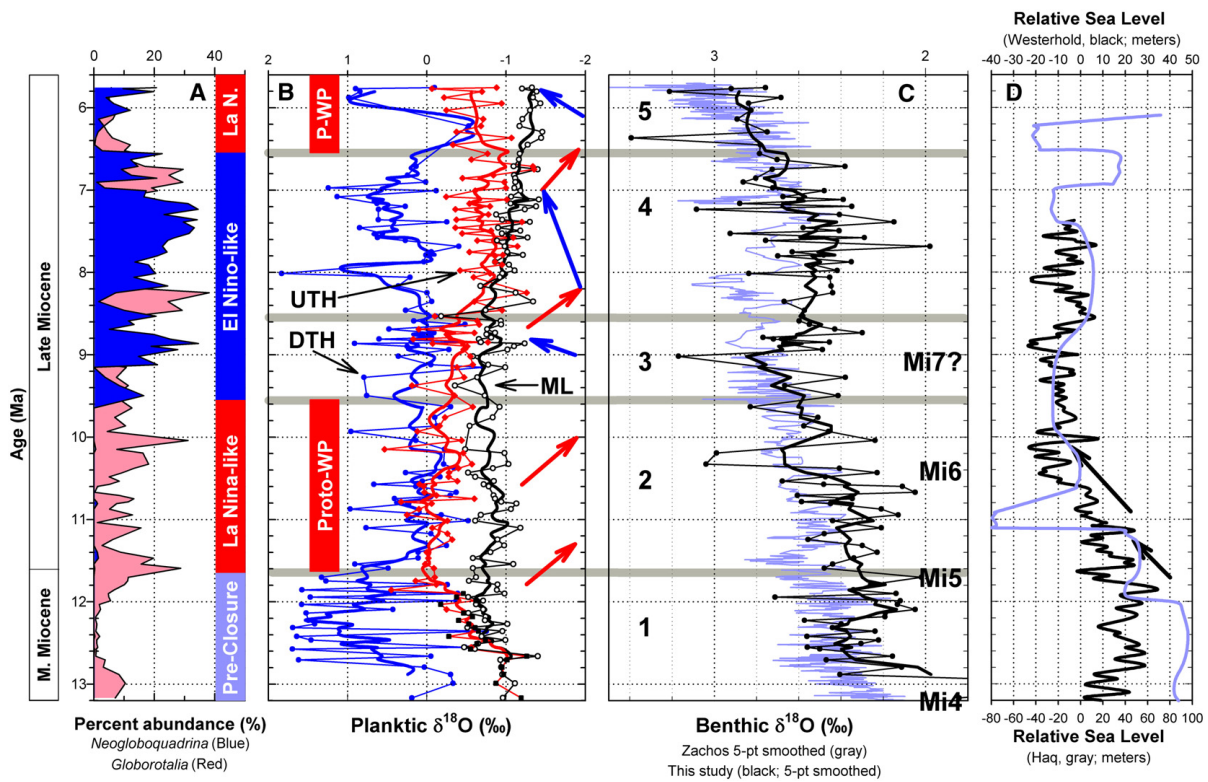 Relative Sea Level
(Westerhold, black; meters)
0 20 40
2 1 0 -1 -2
3 2
-40 -30 -20 -10 0 10 20 30 40 50
A
B
C
D
Late Miocene
M. Miocene
Age (Ma)
6
7
8
9
10
11
12
13
La N.
El Nino-like
La Nina-like
Pre-Closure
P-WP
Proto-WP
UTH
DTH
ML
5
4
3
2
1
Mi7?
Mi6
Mi5
Mi4
-80 -60 -40 -20 0 20 40 60 80 100
Percent abundance (%)
Neogloboquadrina (Blue)
Globorotalia (Red)
Planktic δ¹⁸O (‰)
Benthic δ¹⁸O (‰)
Zachos 5-pt smoothed (gray)
This study (black; 5-pt smoothed)
Relative Sea Level
(Haq, gray; meters)